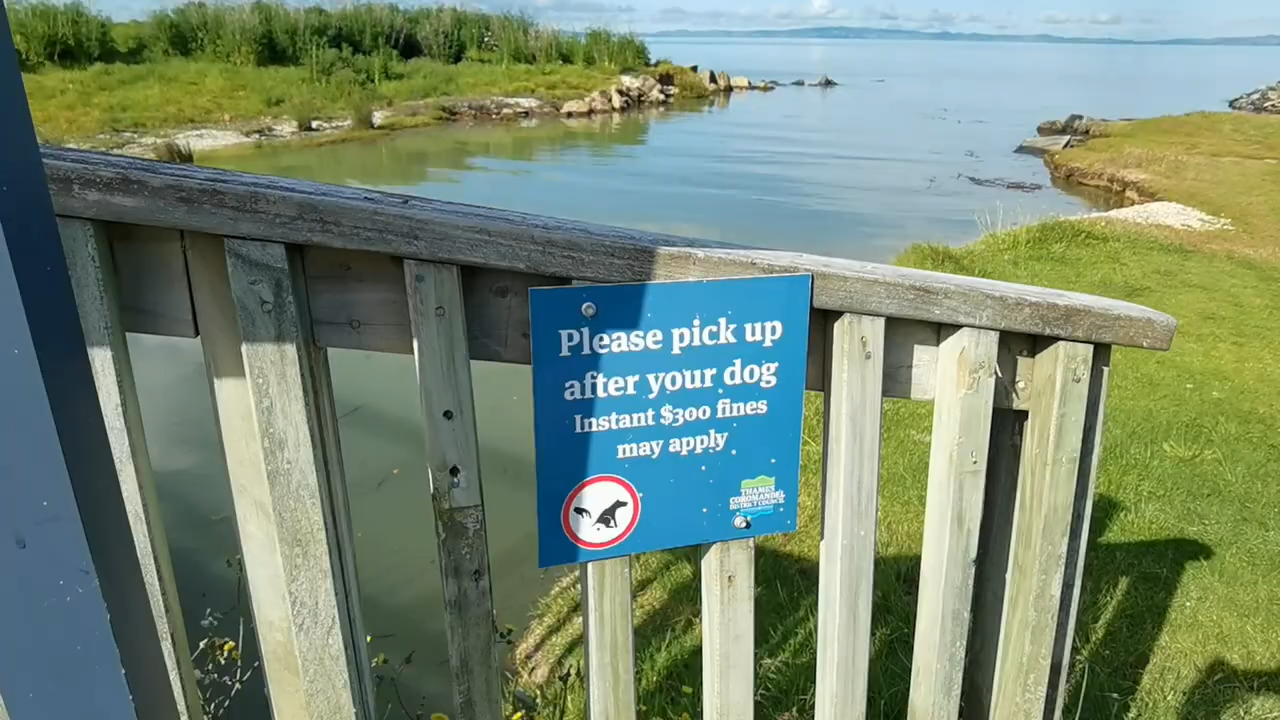 Please pick up
after your dog
Instant $300 fines
may apply
THAMES
COROMANDEL
DISTRICT COUNCIL